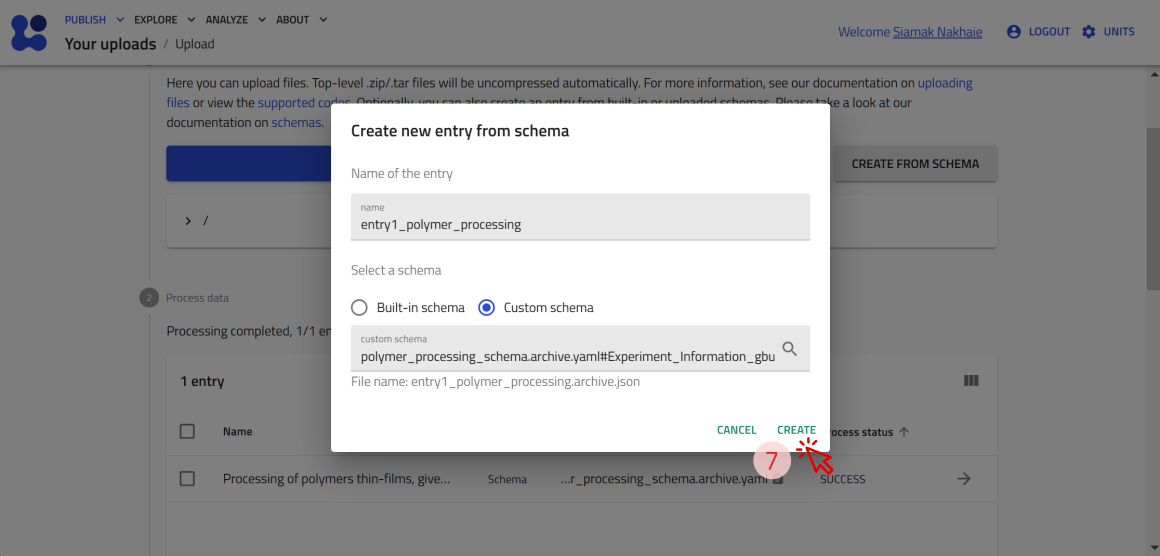 PUBLISH EXPLORE ANALYZE ABOUT
Your uploads / Upload
Welcome Siamak Nakhaie
LOGOUT
UNITS
Here you can upload files. Top-level .zip/.tar files will be uncompressed automatically. For more information, see our documentation on uploading
files or view the supported codes. Optionally, you can also create an entry from built-in or uploaded schemas. Please take a look at our
documentation on schemas.
CREATE FROM SCHEMA
/
Create new entry from schema
Name of the entry
name
entry1_polymer_processing
Select a schema
Built-in schema Custom schema
custom schema
polymer_processing_schema.archive.yaml#Experiment_Information_gbu
File name: entry1_polymer_processing.archive.json
CANCEL CREATE
7
2 Process data
Processing completed, 1/1 en
1 entry
Name
ocess status
Processing of polymers thin-films, give... Schema ...r_processing_schema.archive.yaml SUCCESS